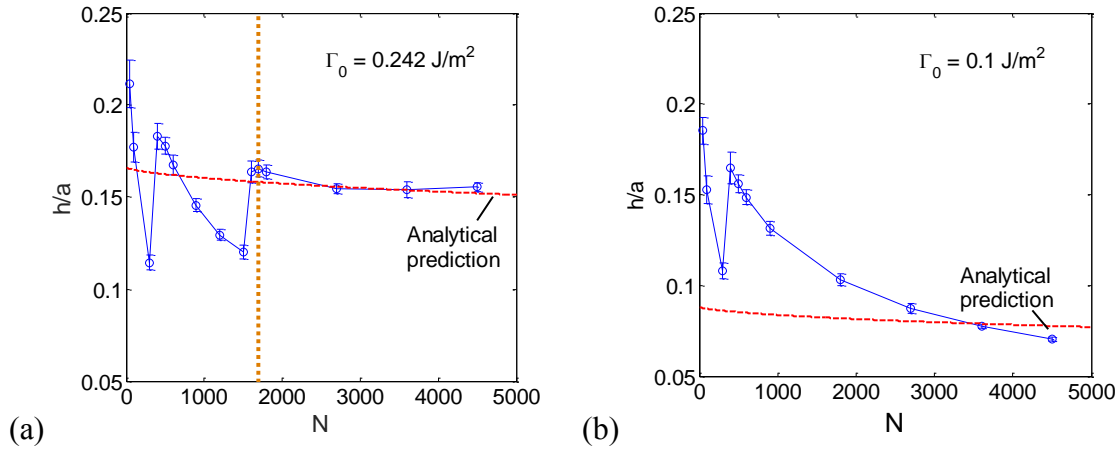 0.25
0.2
0.15
0.1
0.05
h/a
Γ0 = 0.242 J/m2
Analytical
prediction
0
1000
2000
3000
4000
5000
N
(a)
0.25
0.2
0.15
0.1
0.05
h/a
Γ0 = 0.1 J/m2
Analytical
prediction
0
1000
2000
3000
4000
5000
N
(b)